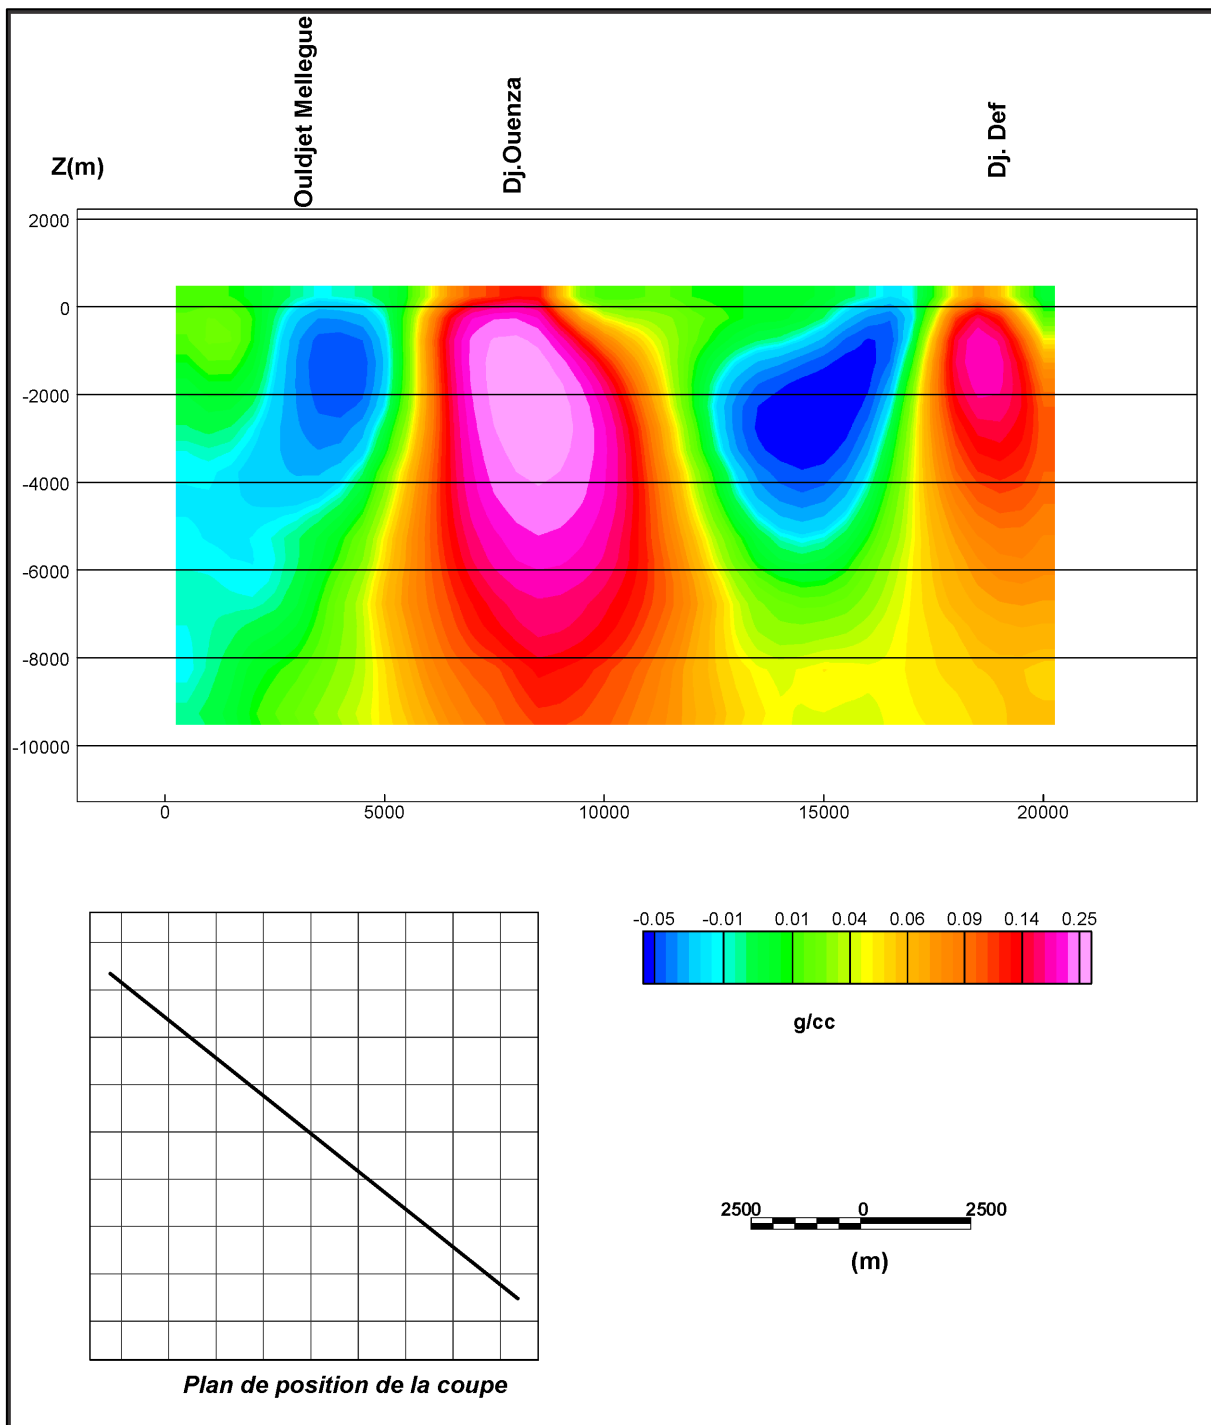 Ouldjet Mellegue
Dj.Ouenza
Dj. Def
Z(m)
2000
0
-2000
-4000
-6000
-8000
-10000
0 5000 10000 15000 20000
-0.05 -0.01 0.01 0.04 0.06 0.09 0.14 0.25
g/cc
2500 0 2500
(m)
Plan de position de la coupe